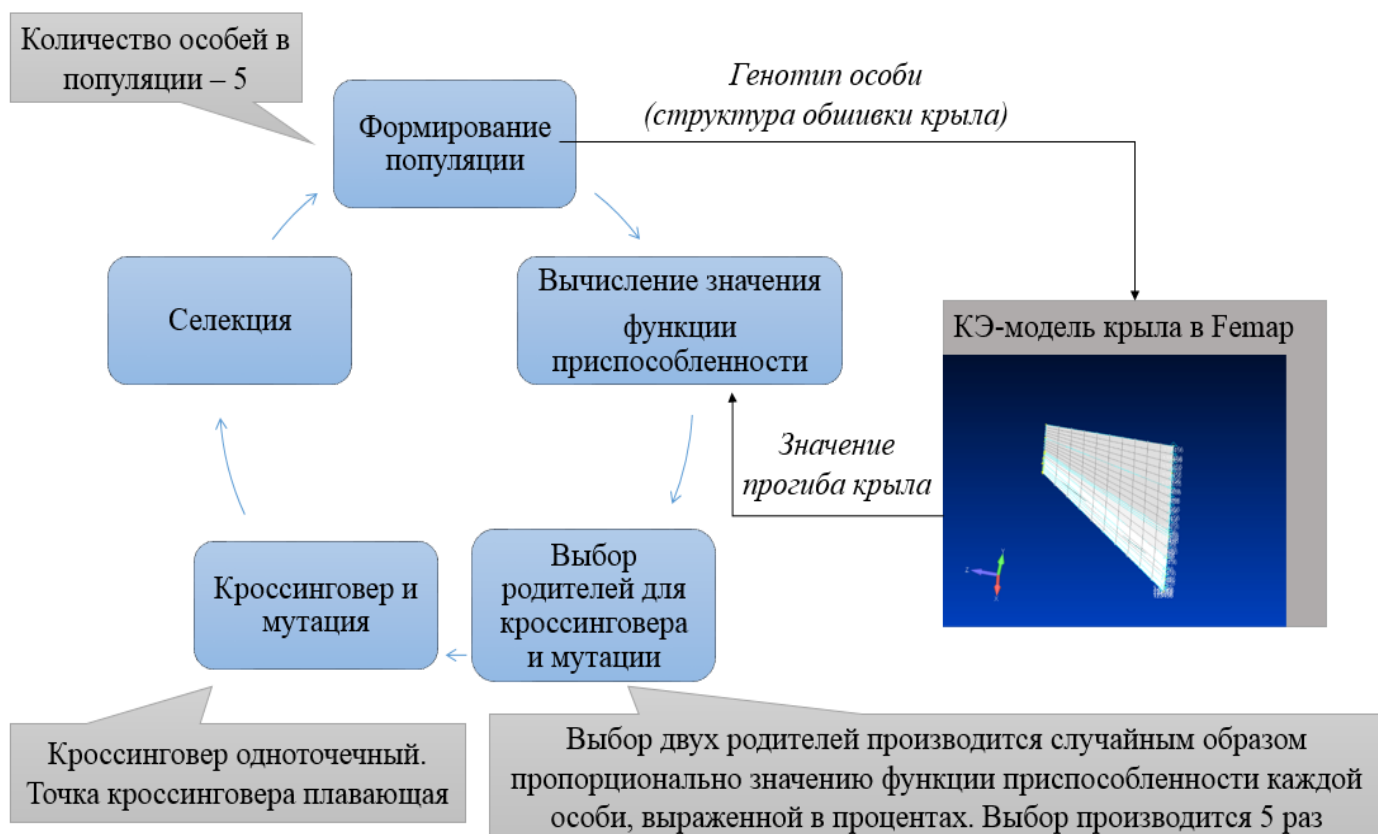 Количество особей в
популяции – 5
Генотип особи
(структура обшивки крыла)
Формирование
популяции
Вычисление значения
функции
приспособленности
Селекция
КЭ-модель крыла в Femap
Значение
прогиба крыла
Кроссинговер и
мутация
Выбор
родителей для
кроссинговера
и мутации
Кроссинговер одноточечный.
Точка кроссинговера плавающая
Выбор двух родителей производится случайным образом
пропорционально значению функции приспособленности каждой
особи, выраженной в процентах. Выбор производится 5 раз